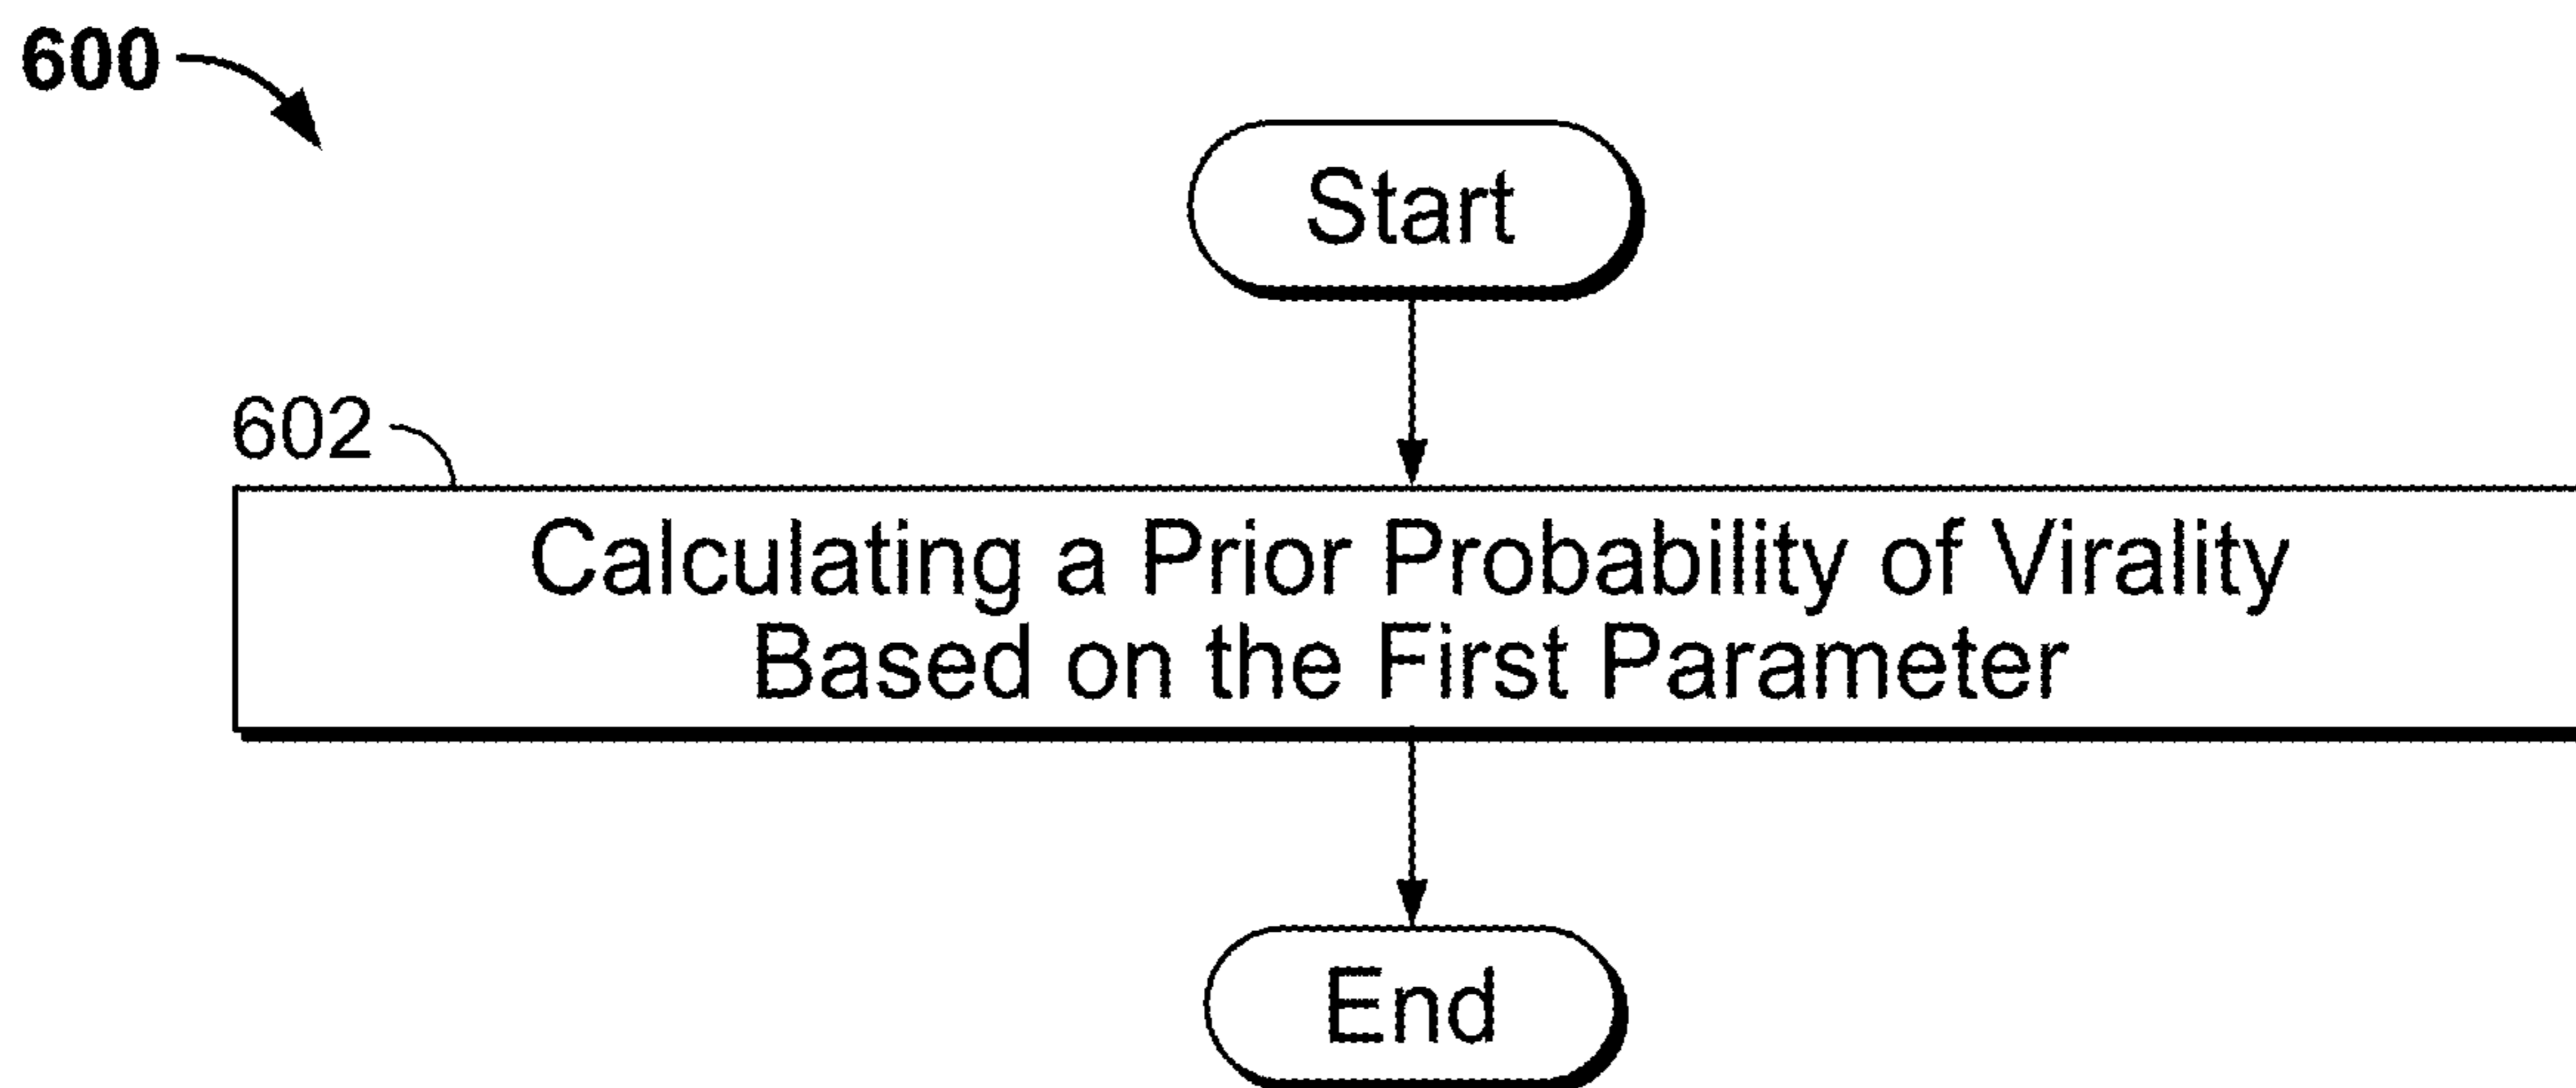 600
Start
602
Calculating a Prior Probability of Virality
Based on the First Parameter
End